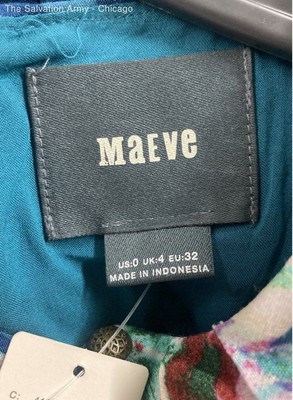 The Salvation Army - Chicago
MaEve
US:0 UK:4 EU:32
MADE IN INDONESIA
C: